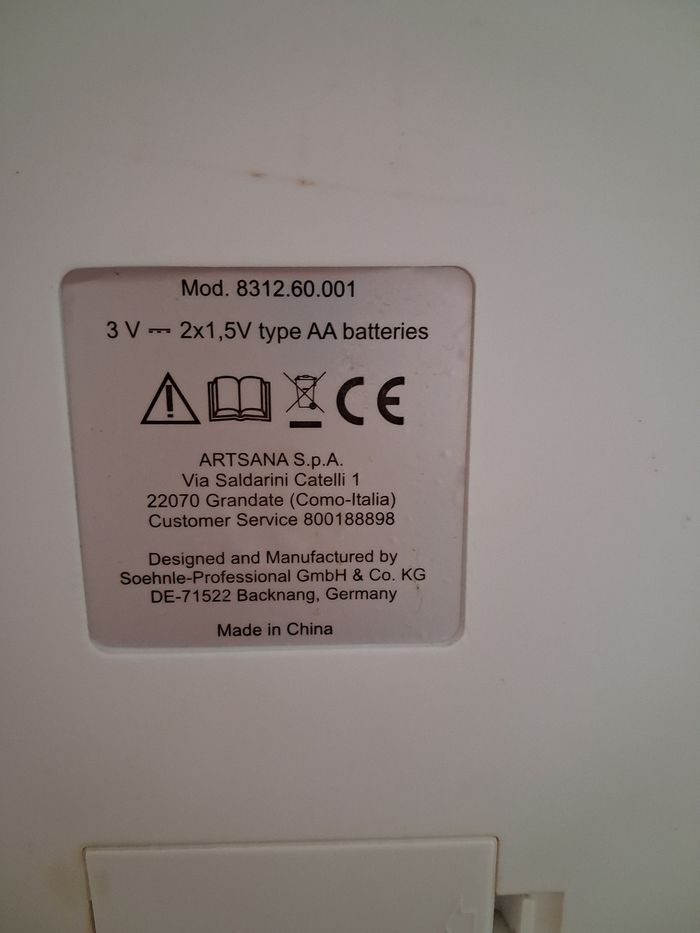 Mod. 8312.60.001
3 V ⎓ 2x1,5V type AA batteries
CE
ARTSANA S.p.A.
Via Saldarini Catelli 1
22070 Grandate (Como-Italia)
Customer Service 800188898
Designed and Manufactured by
Soehnle-Professional GmbH & Co. KG
DE-71522 Backnang, Germany
Made in China